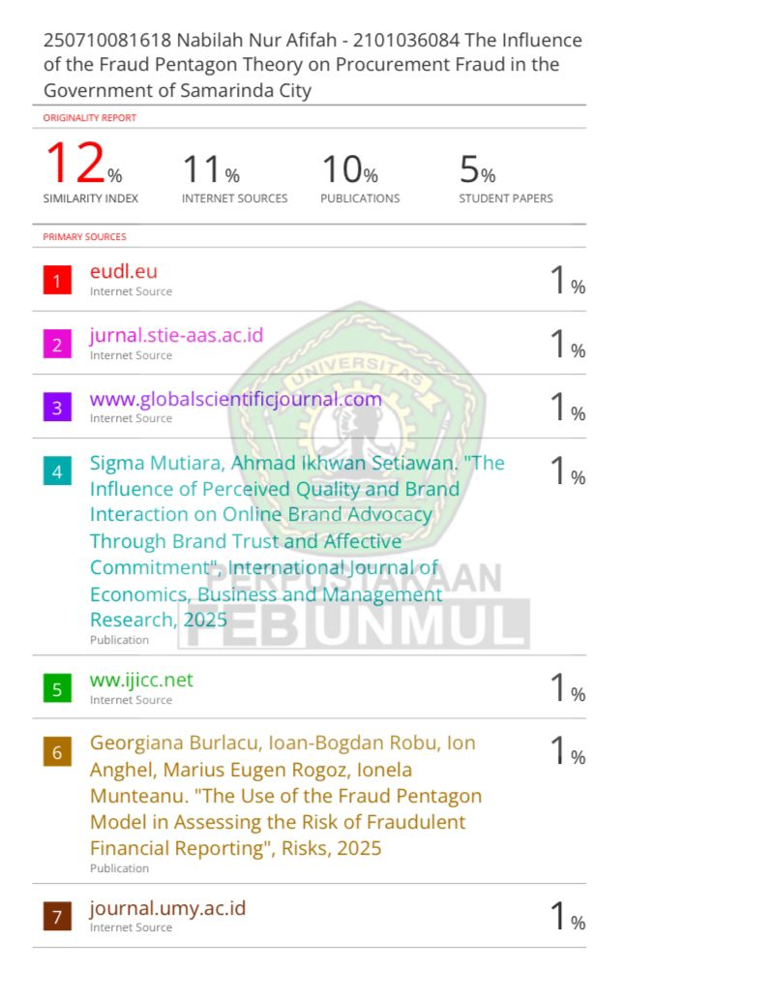 250710081618 Nabilah Nur Afifah - 2101036084 The Influence
of the Fraud Pentagon Theory on Procurement Fraud in the
Government of Samarinda City
ORIGINALITY REPORT
12%
11%
10%
5%
SIMILARITY INDEX
INTERNET SOURCES
PUBLICATIONS
STUDENT PAPERS
PRIMARY SOURCES
1
eudl.eu
Internet Source
1%
2
jurnal.stie-aas.ac.id
Internet Source
1%
3
www.globalscientificjournal.com
Internet Source
1%
4
Sigma Mutiara, Ahmad Ikhwan Setiawan. "The
Influence of Perceived Quality and Brand
Interaction on Online Brand Advocacy
Through Brand Trust and Affective
Commitment", International Journal of
Economics, Business and Management
Research, 2025
Publication
1%
5
ww.ijicc.net
Internet Source
1%
6
Georgiana Burlacu, Ioan-Bogdan Robu, Ion
Anghel, Marius Eugen Rogoz, Ionela
Munteanu. "The Use of the Fraud Pentagon
Model in Assessing the Risk of Fraudulent
Financial Reporting", Risks, 2025
Publication
1%
7
journal.umy.ac.id
Internet Source
1%
UNIVERSITAS
PERPUSTAKAAN
FEB UNMUL